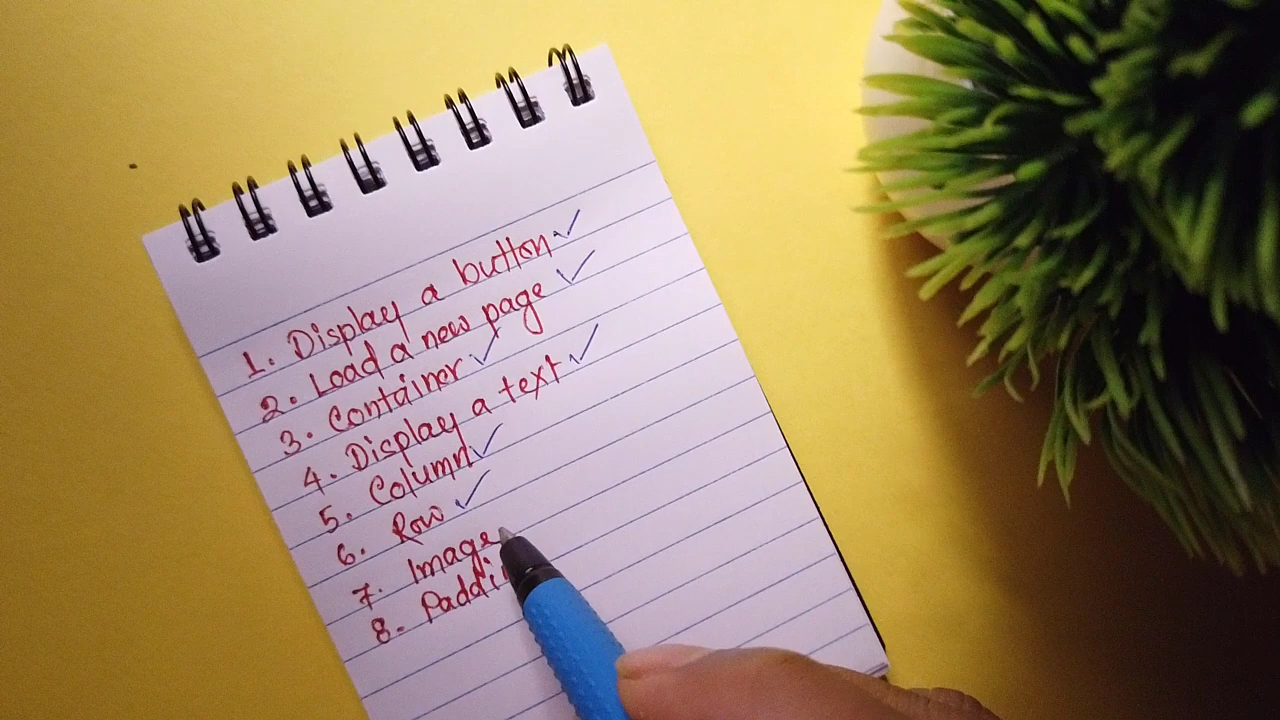 1. Display a button ✓
2. Load a new page ✓
3. Container ✓
4. Display a text ✓
5. Column ✓
6. Row ✓
7. Image
8. Paddi